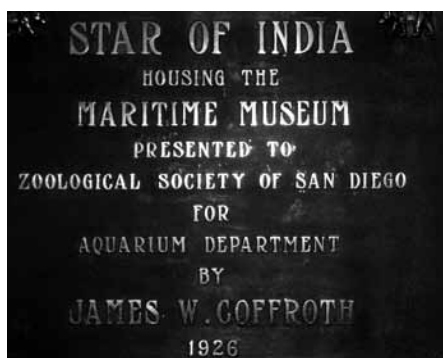 STAR OF INDIA
HOUSING THE
MARITIME MUSEUM
PRESENTED TO
ZOOLOGICAL SOCIETY OF SAN DIEGO
FOR
AQUARIUM DEPARTMENT
BY
JAMES W. COFFROTH
1926